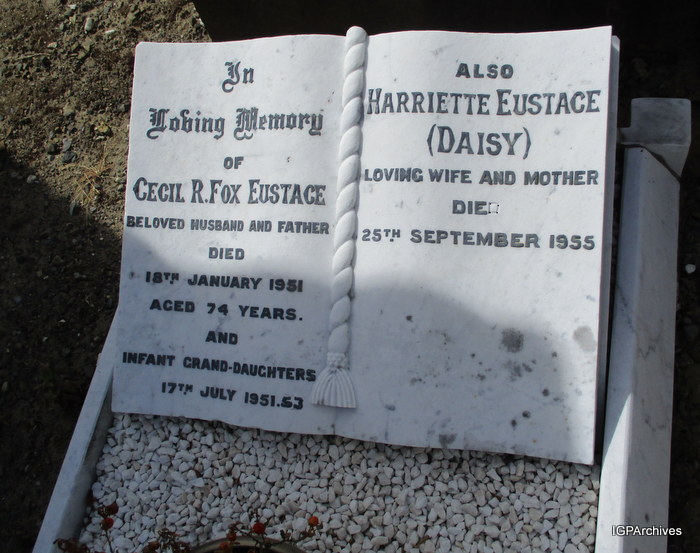 In
Loving Memory
OF
CECIL R. FOX EUSTACE
BELOVED HUSBAND AND FATHER
DIED
18TH JANUARY 1951
AGED 74 YEARS.
AND
INFANT GRAND-DAUGHTERS
17TH JULY 1951.53
ALSO
HARRIETTE EUSTACE
(DAISY)
LOVING WIFE AND MOTHER
DIED
25TH SEPTEMBER 1955
IGPArchives